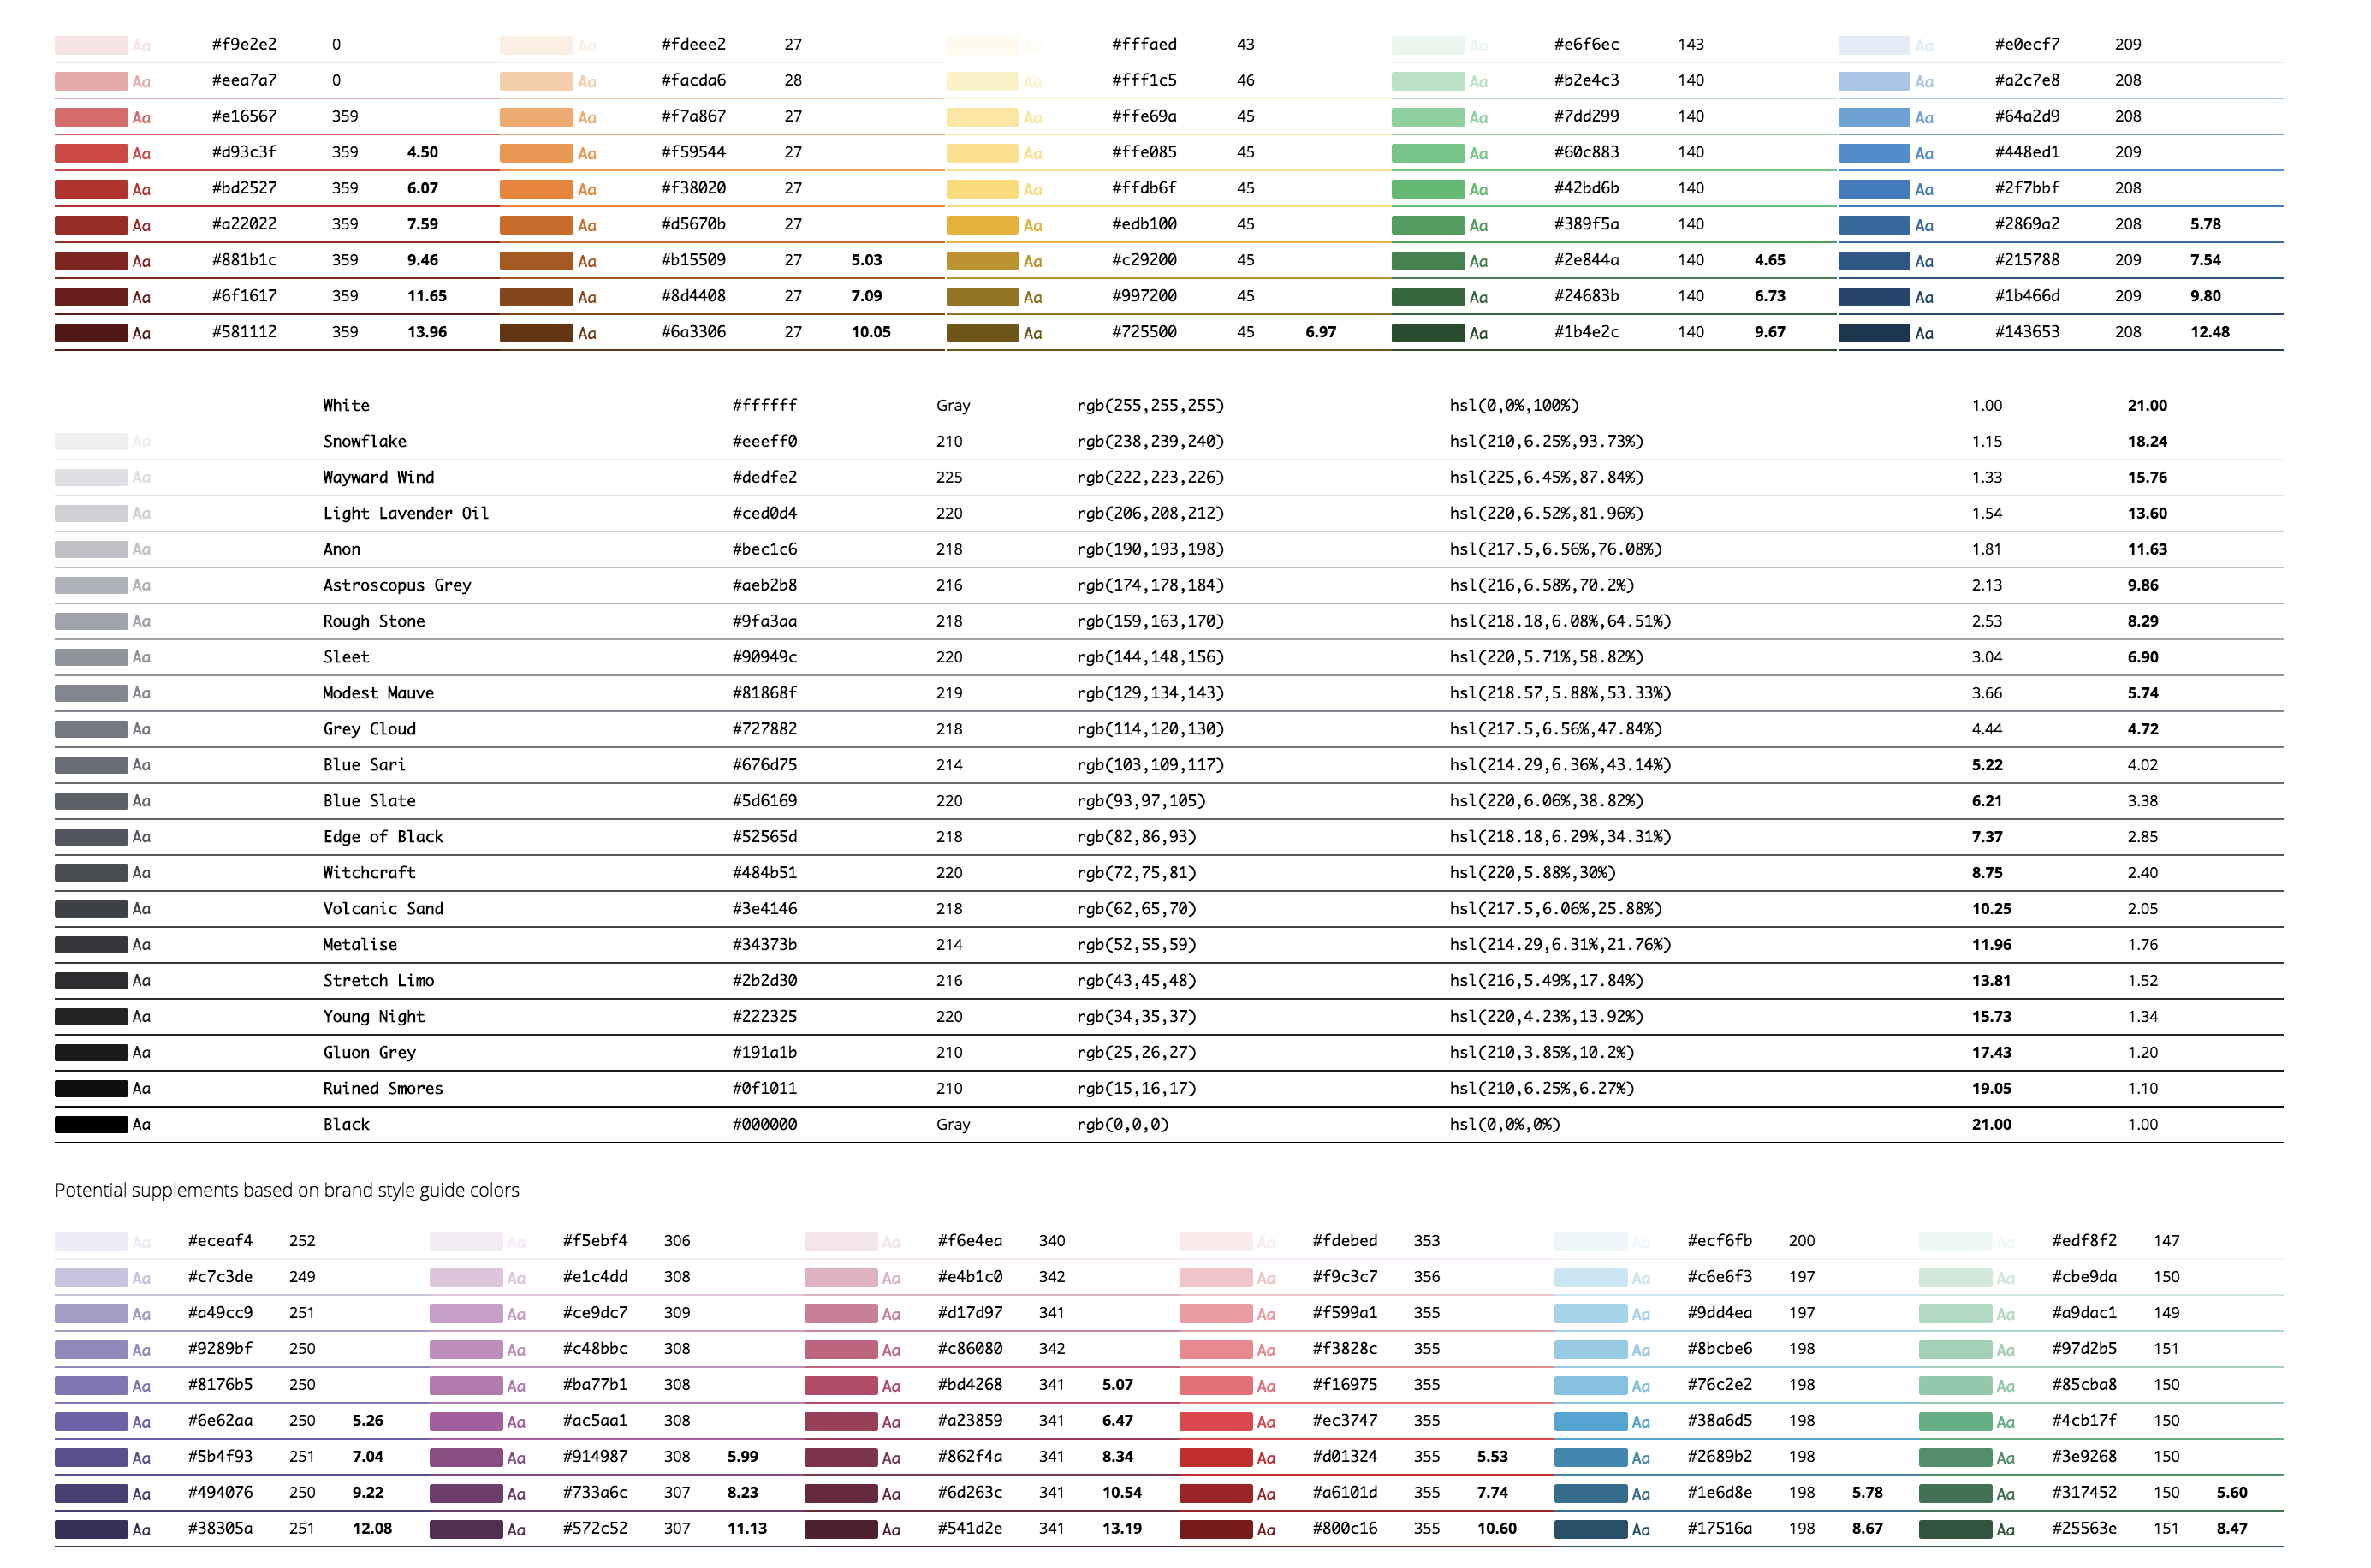 Aa #f9e2e2 0 Aa #fdeee2 27 Aa #fffaed 43 Aa #e6f6ec 143 Aa #e0ecf7 209
Aa #eea7a7 0 Aa #facda6 28 Aa #fff1c5 46 Aa #b2e4c3 140 Aa #a2c7e8 208
Aa #e16567 359 Aa #f7a867 27 Aa #ffe69a 45 Aa #7dd299 140 Aa #64a2d9 208
Aa #d93c3f 359 4.50 Aa #f59544 27 Aa #ffe085 45 Aa #60c883 140 Aa #448ed1 209
Aa #bd2527 359 6.07 Aa #f38020 27 Aa #ffdb6f 45 Aa #42bd6b 140 Aa #2f7bbf 208
Aa #a22022 359 7.59 Aa #d5670b 27 Aa #edb100 45 Aa #389f5a 140 Aa #2869a2 208 5.78
Aa #881b1c 359 9.46 Aa #b15509 27 5.03 Aa #c29200 45 Aa #2e844a 140 4.65 Aa #215788 209 7.54
Aa #6f1617 359 11.65 Aa #8d4408 27 7.09 Aa #997200 45 Aa #24683b 140 6.73 Aa #1b466d 209 9.80
Aa #581112 359 13.96 Aa #6a3306 27 10.05 Aa #725500 45 6.97 Aa #1b4e2c 140 9.67 Aa #143653 208 12.48
White #ffffff Gray rgb(255,255,255) hsl(0,0%,100%) 1.00 21.00
Aa Snowflake #eeeff0 210 rgb(238,239,240) hsl(210,6.25%,93.73%) 1.15 18.24
Aa Wayward Wind #dedfe2 225 rgb(222,223,226) hsl(225,6.45%,87.84%) 1.33 15.76
Aa Light Lavender Oil #ced0d4 220 rgb(206,208,212) hsl(220,6.52%,81.96%) 1.54 13.60
Aa Anon #bec1c6 218 rgb(190,193,198) hsl(217.5,6.56%,76.08%) 1.81 11.63
Aa Astroscopus Grey #aeb2b8 216 rgb(174,178,184) hsl(216,6.58%,70.2%) 2.13 9.86
Aa Rough Stone #9fa3aa 218 rgb(159,163,170) hsl(218.18,6.08%,64.51%) 2.53 8.29
Aa Sleet #90949c 220 rgb(144,148,156) hsl(220,5.71%,58.82%) 3.04 6.90
Aa Modest Mauve #81868f 219 rgb(129,134,143) hsl(218.57,5.88%,53.33%) 3.66 5.74
Aa Grey Cloud #727882 218 rgb(114,120,130) hsl(217.5,6.56%,47.84%) 4.44 4.72
Aa Blue Sari #676d75 214 rgb(103,109,117) hsl(214.29,6.36%,43.14%) 5.22 4.02
Aa Blue Slate #5d6169 220 rgb(93,97,105) hsl(220,6.06%,38.82%) 6.21 3.38
Aa Edge of Black #52565d 218 rgb(82,86,93) hsl(218.18,6.29%,34.31%) 7.37 2.85
Aa Witchcraft #484b51 220 rgb(72,75,81) hsl(220,5.88%,30%) 8.75 2.40
Aa Volcanic Sand #3e4146 218 rgb(62,65,70) hsl(217.5,6.06%,25.88%) 10.25 2.05
Aa Metalise #34373b 214 rgb(52,55,59) hsl(214.29,6.31%,21.76%) 11.96 1.76
Aa Stretch Limo #2b2d30 216 rgb(43,45,48) hsl(216,5.49%,17.84%) 13.81 1.52
Aa Young Night #222325 220 rgb(34,35,37) hsl(220,4.23%,13.92%) 15.73 1.34
Aa Gluon Grey #191a1b 210 rgb(25,26,27) hsl(210,3.85%,10.2%) 17.43 1.20
Aa Ruined Smores #0f1011 210 rgb(15,16,17) hsl(210,6.25%,6.27%) 19.05 1.10
Aa Black #000000 Gray rgb(0,0,0) hsl(0,0%,0%) 21.00 1.00
Potential supplements based on brand style guide colors
Aa #eceaf4 252 Aa #f5ebf4 306 Aa #f6e4ea 340 Aa #fdebed 353 Aa #ecf6fb 200 Aa #edf8f2 147
Aa #c7c3de 249 Aa #e1c4dd 308 Aa #e4b1c0 342 Aa #f9c3c7 356 Aa #c6e6f3 197 Aa #cbe9da 150
Aa #a49cc9 251 Aa #ce9dc7 309 Aa #d17d97 341 Aa #f599a1 355 Aa #9dd4ea 197 Aa #a9dac1 149
Aa #9289bf 250 Aa #c48bbc 308 Aa #c86080 342 Aa #f3828c 355 Aa #8bcbe6 198 Aa #97d2b5 151
Aa #8176b5 250 Aa #ba77b1 308 Aa #bd4268 341 5.07 Aa #f16975 355 Aa #76c2e2 198 Aa #85cba8 150
Aa #6e62aa 250 5.26 Aa #ac5aa1 308 Aa #a23859 341 6.47 Aa #ec3747 355 Aa #38a6d5 198 Aa #4cb17f 150
Aa #5b4f93 251 7.04 Aa #914987 308 5.99 Aa #862f4a 341 8.34 Aa #d01324 355 5.53 Aa #2689b2 198 Aa #3e9268 150
Aa #494076 250 9.22 Aa #733a6c 307 8.23 Aa #6d263c 341 10.54 Aa #a6101d 355 7.74 Aa #1e6d8e 198 5.78 Aa #317452 150 5.60
Aa #38305a 251 12.08 Aa #572c52 307 11.13 Aa #541d2e 341 13.19 Aa #800c16 355 10.60 Aa #17516a 198 8.67 Aa #25563e 151 8.47